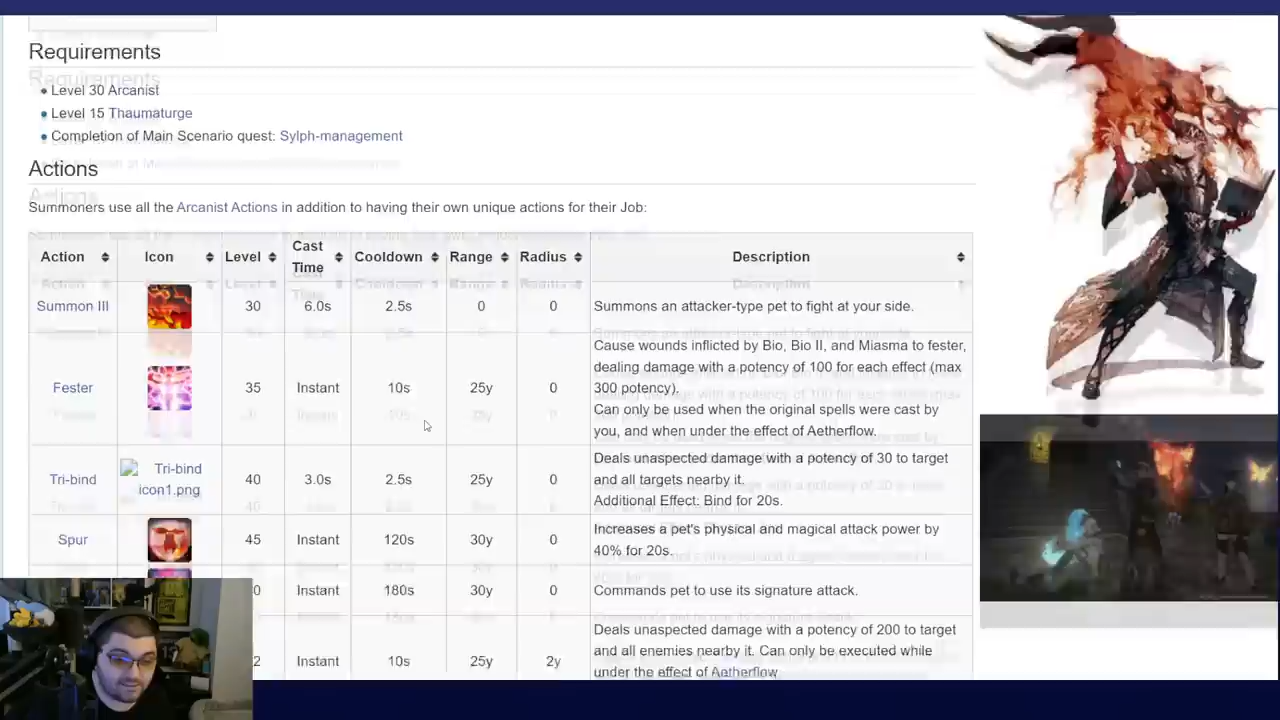 Requirements
Level 30 Arcanist
Level 15 Thaumaturge
Completion of Main Scenario quest: Sylph-management
Actions
Summoners use all the Arcanist Actions in addition to having their own unique actions for their Job:
Action Icon Level Cast Time Cooldown Range Radius Description
Summon III 30 6.0s 2.5s 0 0 Summons an attacker-type pet to fight at your side.
Fester 35 Instant 10s 25y 0 Cause wounds inflicted by Bio, Bio II, and Miasma to fester,
dealing damage with a potency of 100 for each effect (max
300 potency).
Can only be used when the original spells were cast by
you, and when under the effect of Aetherflow.
Tri-bind Tri-bind icon1.png 40 3.0s 2.5s 25y 0 Deals unaspected damage with a potency of 30 to target
and all targets nearby it.
Additional Effect: Bind for 20s.
Spur 45 Instant 120s 30y 0 Increases a pet's physical and magical attack power by
40% for 20s.
0 Instant 180s 30y 0 Commands pet to use its signature attack.
2 Instant 10s 25y 2y Deals unaspected damage with a potency of 200 to target
and all enemies nearby it. Can only be executed while
under the effect of Aetherflow